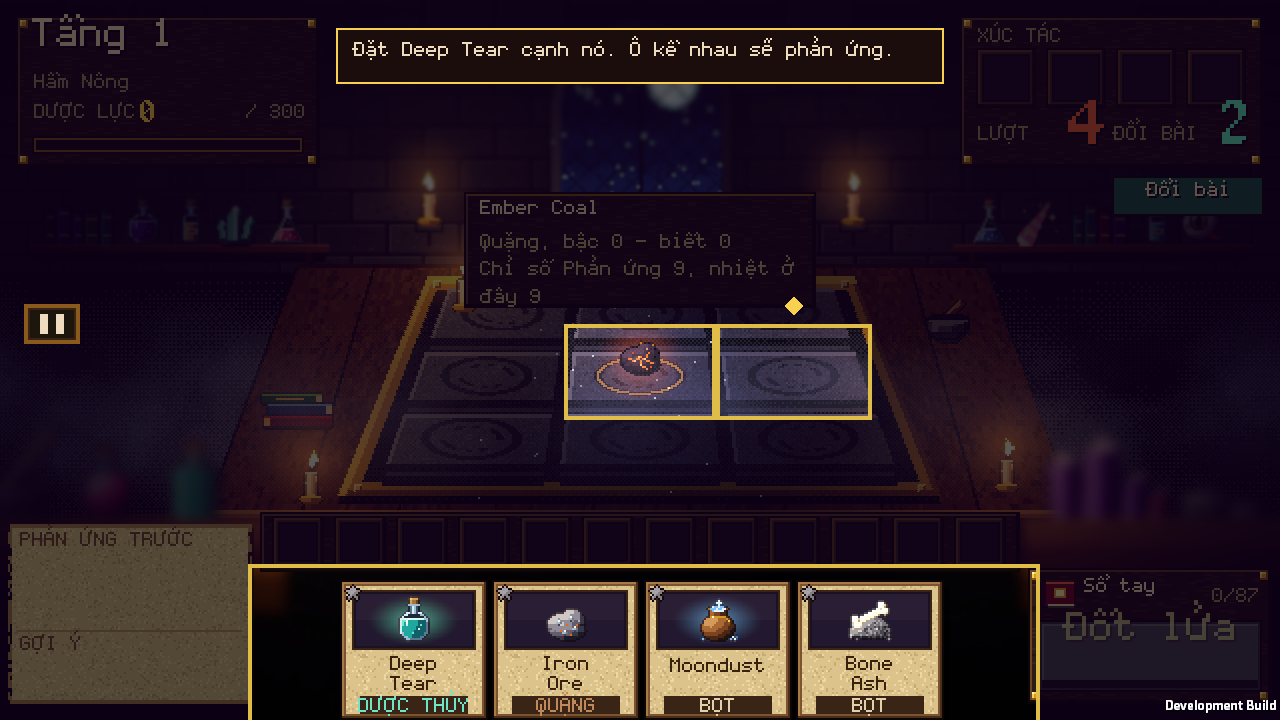 Tầng 1
Hầm Nông
DƯỢC LỰC 0 / 300
Đặt Deep Tear cạnh nó. Ô kề nhau sẽ phản ứng.
XÚC TÁC
LƯỢT 4 ĐỔI BÀI 2
Đổi bài
Ember Coal
Quặng, bậc 0 - biết 0
Chỉ số Phản ứng 9, nhiệt ở
đây 9
PHẢN ỨNG TRƯỚC
GỢI Ý
Deep
Tear
DƯỢC THỦY
Iron
Ore
QUẶNG
Moondust
BỘT
Bone
Ash
BỘT
Sổ tay 0/87
Đốt lửa
Development Build